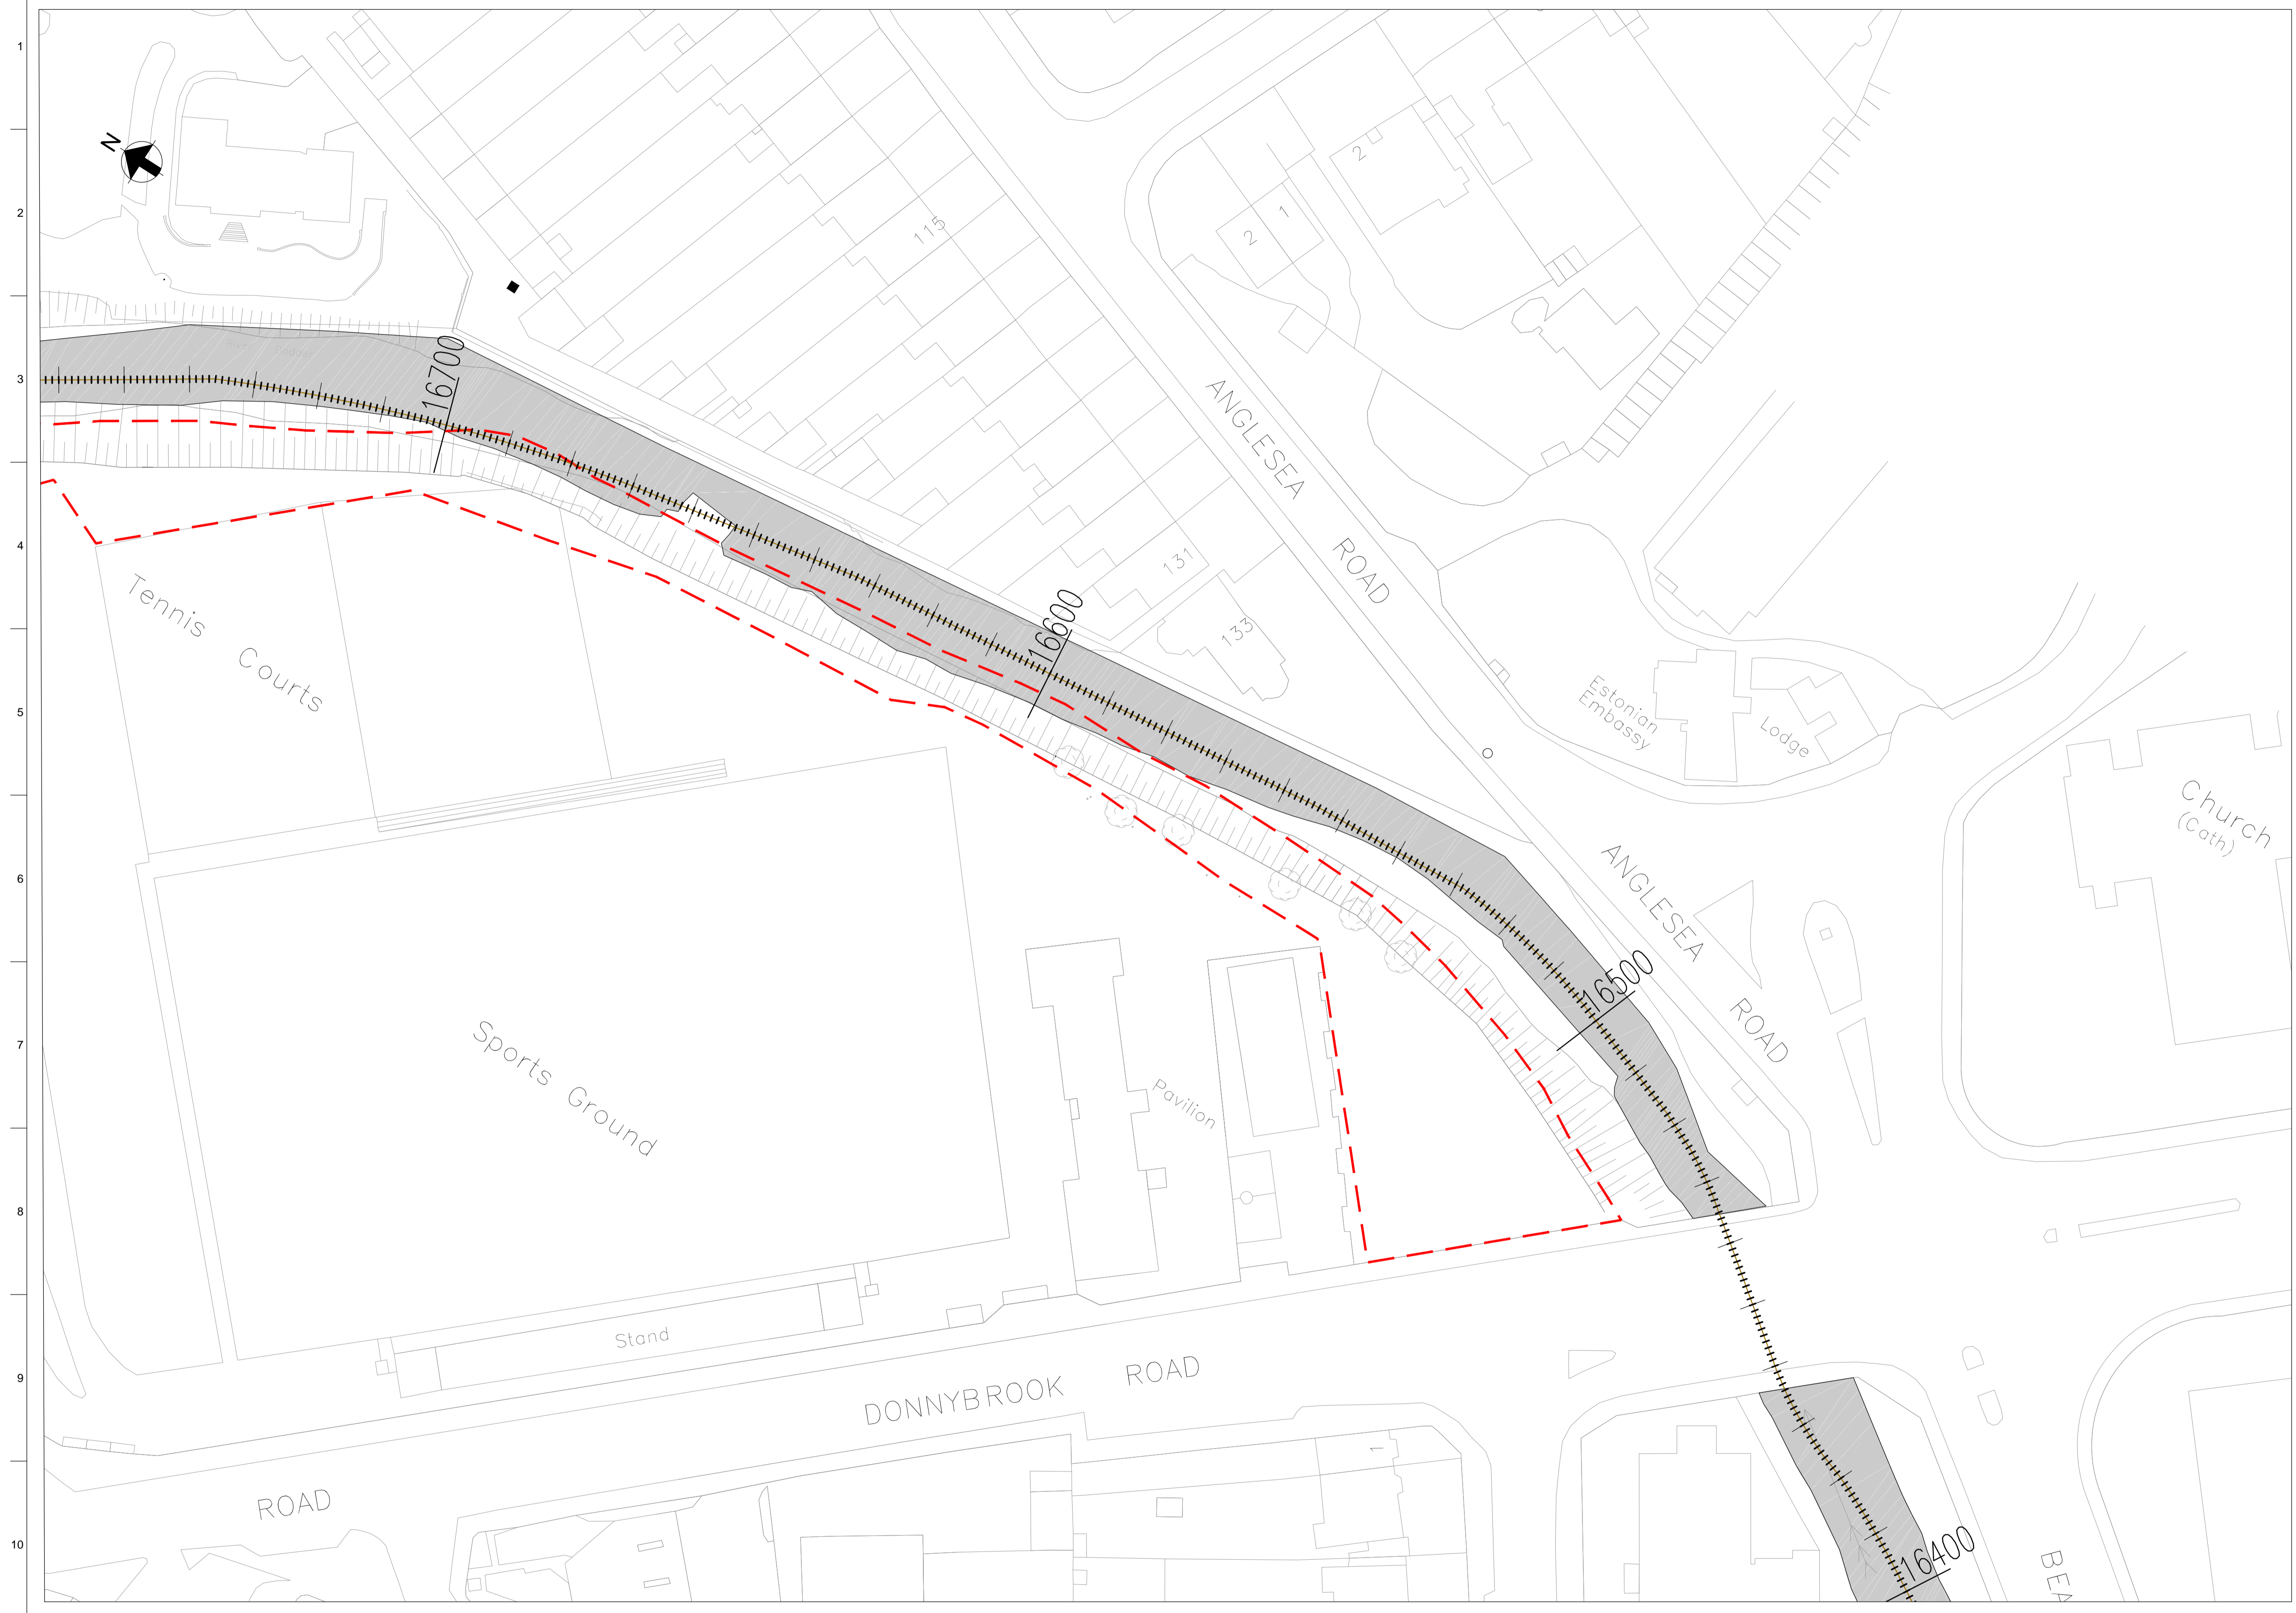 1
2
3
4
5
6
7
8
9
10
N
115
2
2
1
16700
ANGLESEA
ROAD
131
133
16600
Tennis
Courts
Estonian
Embassy
Lodge
Church
(Cath)
ANGLESEA
ROAD
16500
Sports
Ground
Pavilion
Stand
DONNYBROOK
ROAD
ROAD
1
16400
BEA